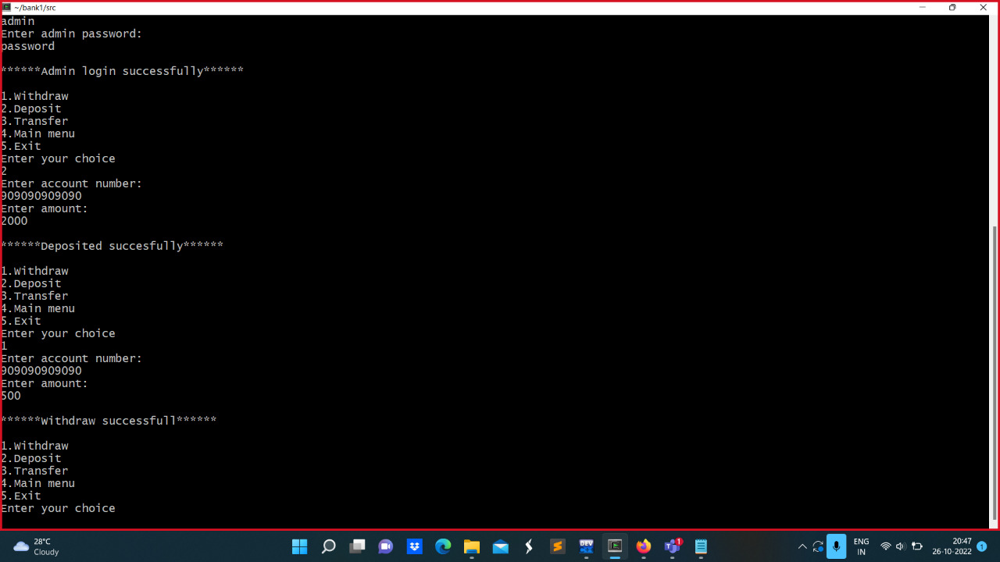 ~/bank1/src
admin
Enter admin password:
password
******Admin login successfully******
1.Withdraw
2.Deposit
3.Transfer
4.Main menu
5.Exit
Enter your choice
2
Enter account number:
909090909090
Enter amount:
2000
******Deposited succesfully******
1.Withdraw
2.Deposit
3.Transfer
4.Main menu
5.Exit
Enter your choice
1
Enter account number:
909090909090
Enter amount:
500
******Withdraw successfull******
1.Withdraw
2.Deposit
3.Transfer
4.Main menu
5.Exit
Enter your choice
28°C
Cloudy
DEV
1
ENG
IN
20:47
26-10-2022
1